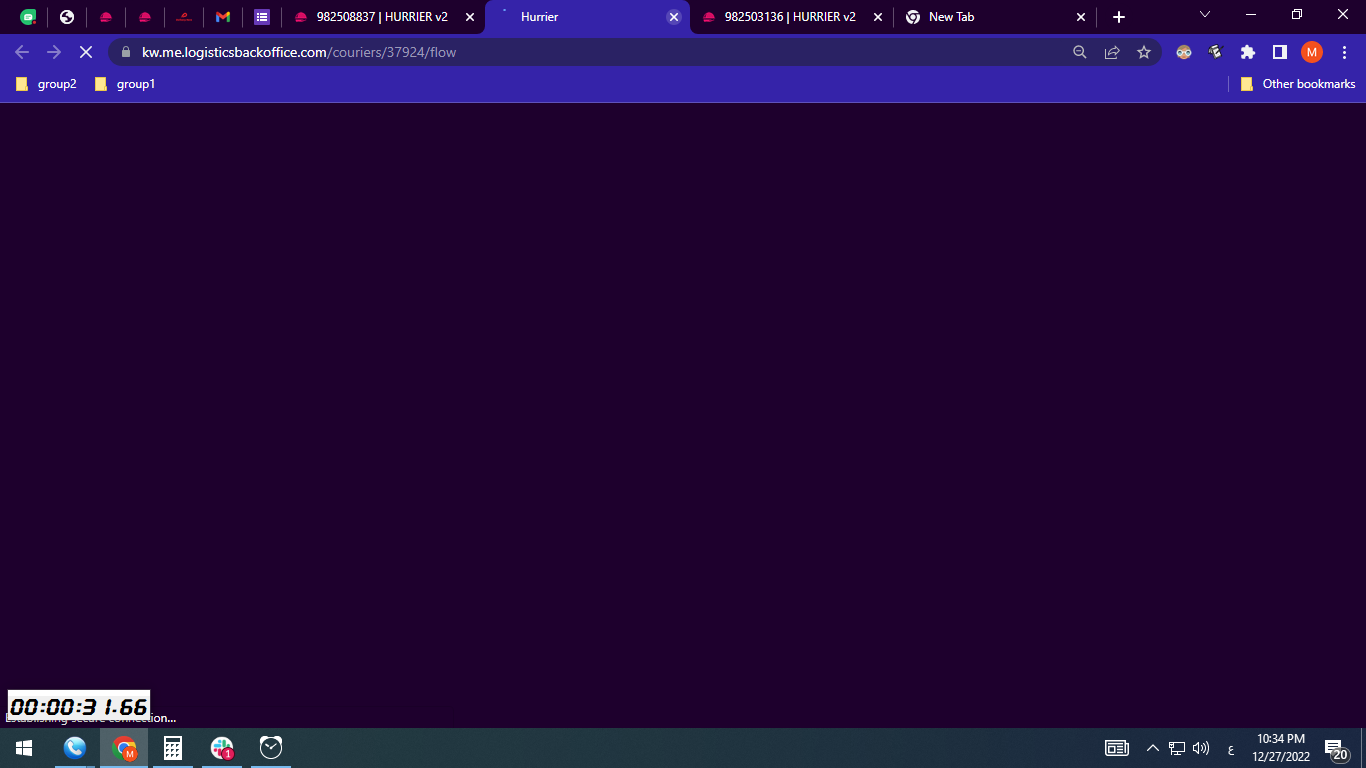 982508837 | HURRIER v2
Hurrier
982503136 | HURRIER v2
New Tab
kw.me.logisticsbackoffice.com/couriers/37924/flow
M
group2
group1
Other bookmarks
00:00:31.66
Establishing secure connection...
M
1
ع
10:34 PM
12/27/2022
20